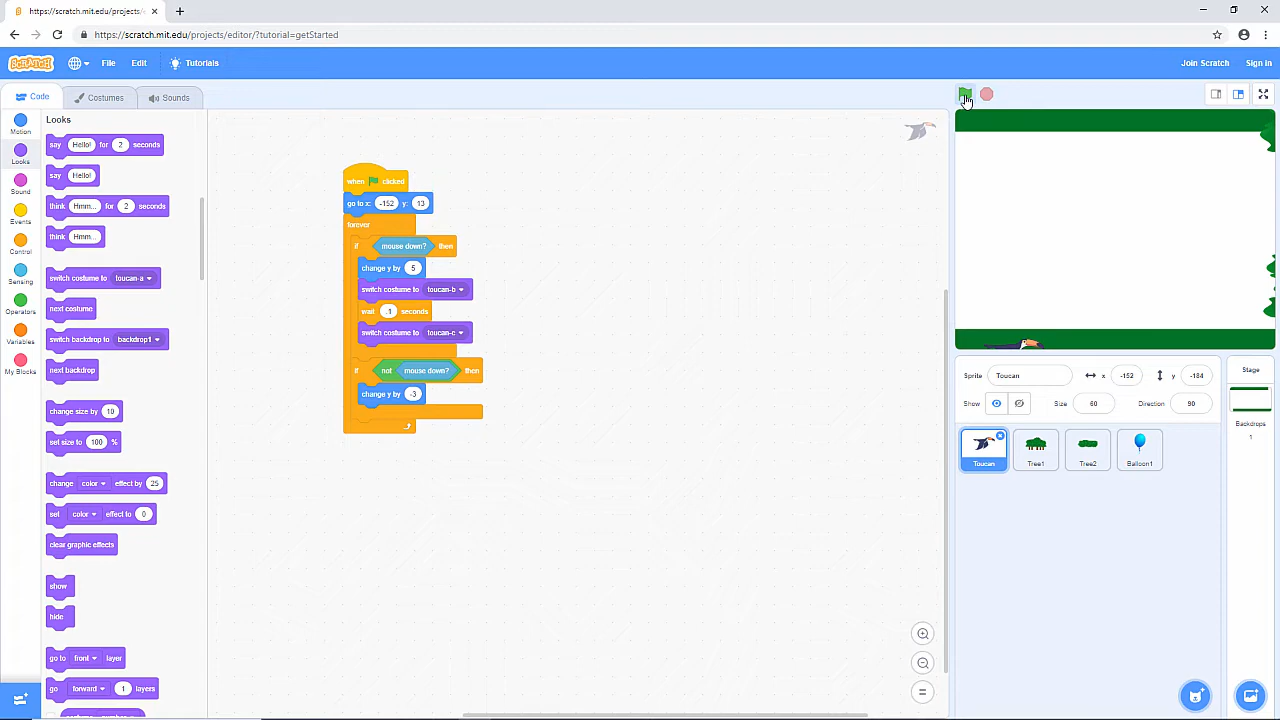 https://scratch.mit.edu/projects/
https://scratch.mit.edu/projects/editor/?tutorial=getStarted
SCRATCH File Edit Tutorials Join Scratch Sign in
Code Costumes Sounds
Motion
Looks
Sound
Events
Control
Sensing
Operators
Variables
My Blocks
Looks
say Hello! for 2 seconds
say Hello!
think Hmm... for 2 seconds
think Hmm...
switch costume to toucan-a
next costume
switch backdrop to backdrop1
next backdrop
change size by 10
set size to 100 %
change color effect by 25
set color effect to 0
clear graphic effects
show
hide
go to front layer
go forward 1 layers
when clicked
go to x: -152 y: 13
forever
if mouse down? then
change y by 5
switch costume to toucan-b
wait .1 seconds
switch costume to toucan-c
if not mouse down? then
change y by -3
Sprite Toucan x -152 y -184
Show Size 60 Direction 90
Toucan Tree1 Tree2 Balloon1
Stage
Backdrops
1